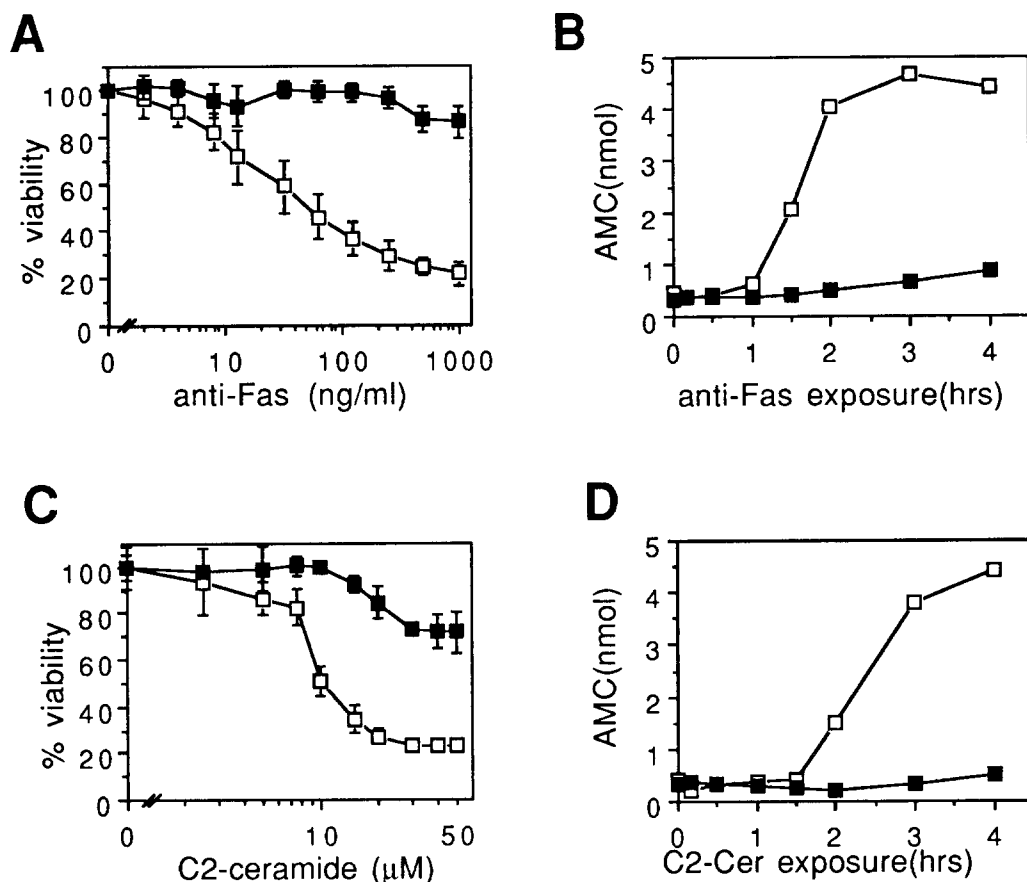 A
% viability
100
80
60
40
20
0
0 10 100 1000
anti-Fas (ng/ml)
B
AMC(nmol)
5
4
3
2
1
0
0 1 2 3 4
anti-Fas exposure(hrs)
C
% viability
100
80
60
40
20
0
0 10 50
C2-ceramide (µM)
D
AMC(nmol)
5
4
3
2
1
0
0 1 2 3 4
C2-Cer exposure(hrs)